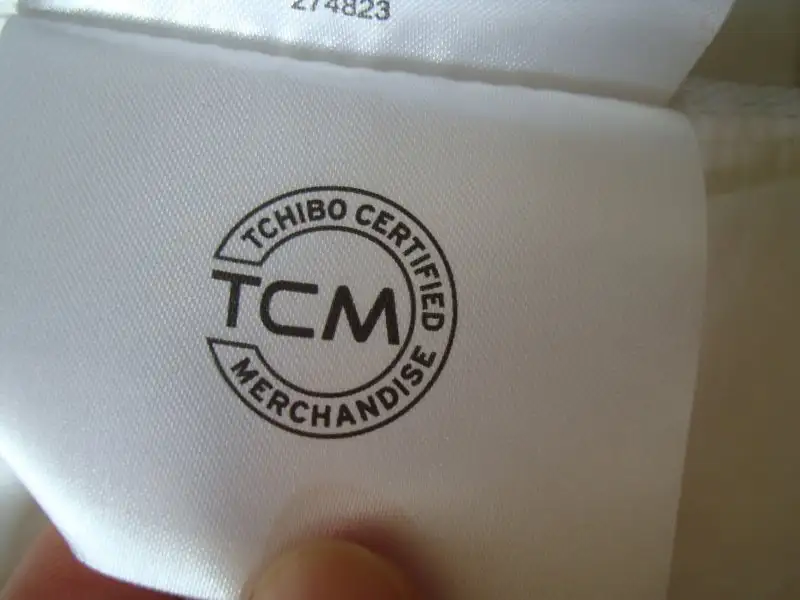 274823
TCHIBO CERTIFIED
TCM
MERCHANDISE